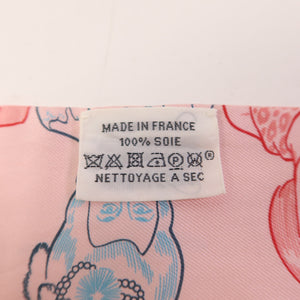 MADE IN FRANCE
100% SOIE
P W ®
NETTOYAGE A SEC